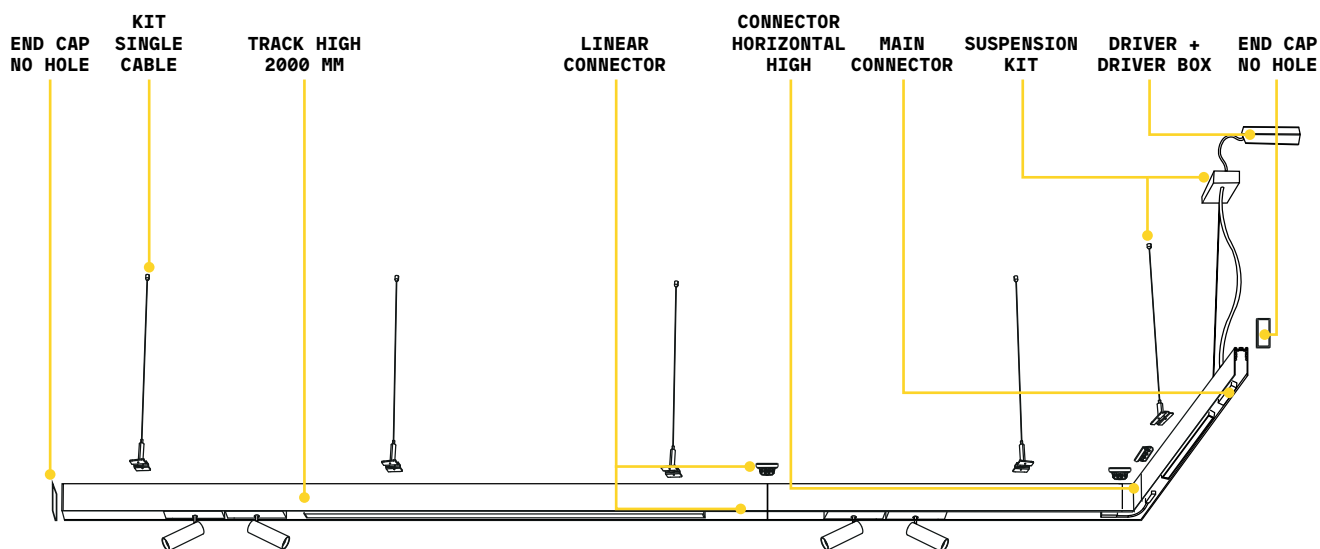 END CAP
NO HOLE
KIT
SINGLE
CABLE
TRACK HIGH
2000 MM
LINEAR
CONNECTOR
CONNECTOR
HORIZONTAL
HIGH
MAIN
CONNECTOR
SUSPENSION
KIT
DRIVER +
DRIVER BOX
END CAP
NO HOLE